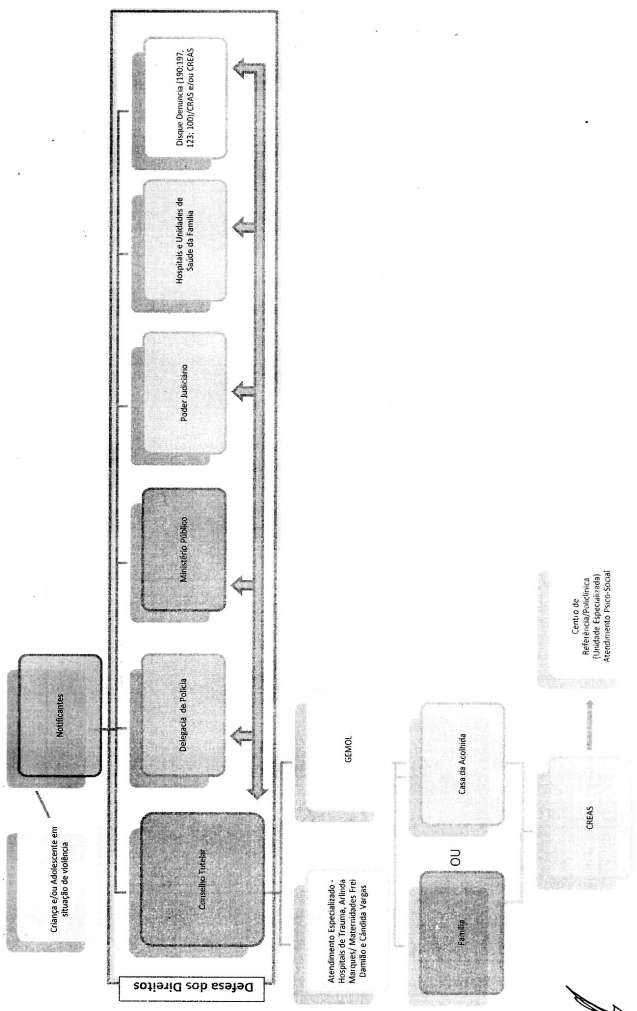 Criança e/ou Adolescente em
situação de violência
Notificantes
Defesa dos Direitos
Conselho Tutelar
Delegacia de Polícia
Ministério Público
Poder Judiciário
Hospitais e Unidades de
Saúde da Família
Disque Denuncia (190;197,
123; 100)/CRAS e/ou CREAS
Atendimento Especializado -
Hospitais de Trauma, Arlinda
Marques/ Maternidades Frei
Damião e Cândida Vargas
GEMOL
Família
OU
Casa da Acolhida
CREAS
Centro de
Referência/Policlínica
(Unidade Especializada)
Atendimento Psico-Social